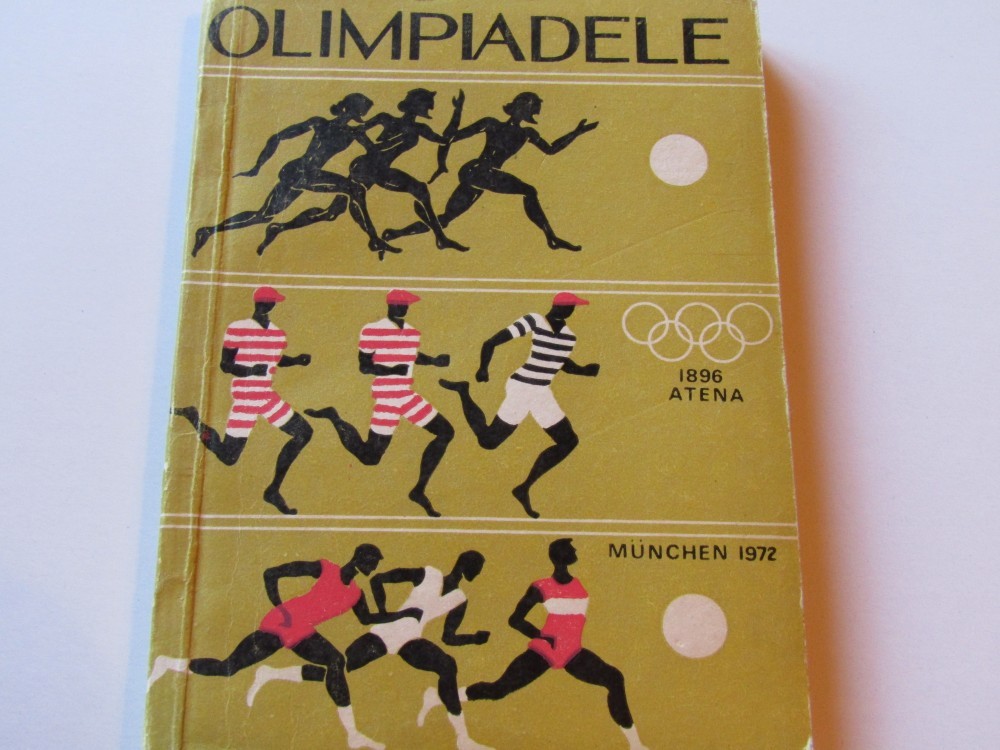 OLIMPIADELE
1896
ATENA
MÜNCHEN 1972